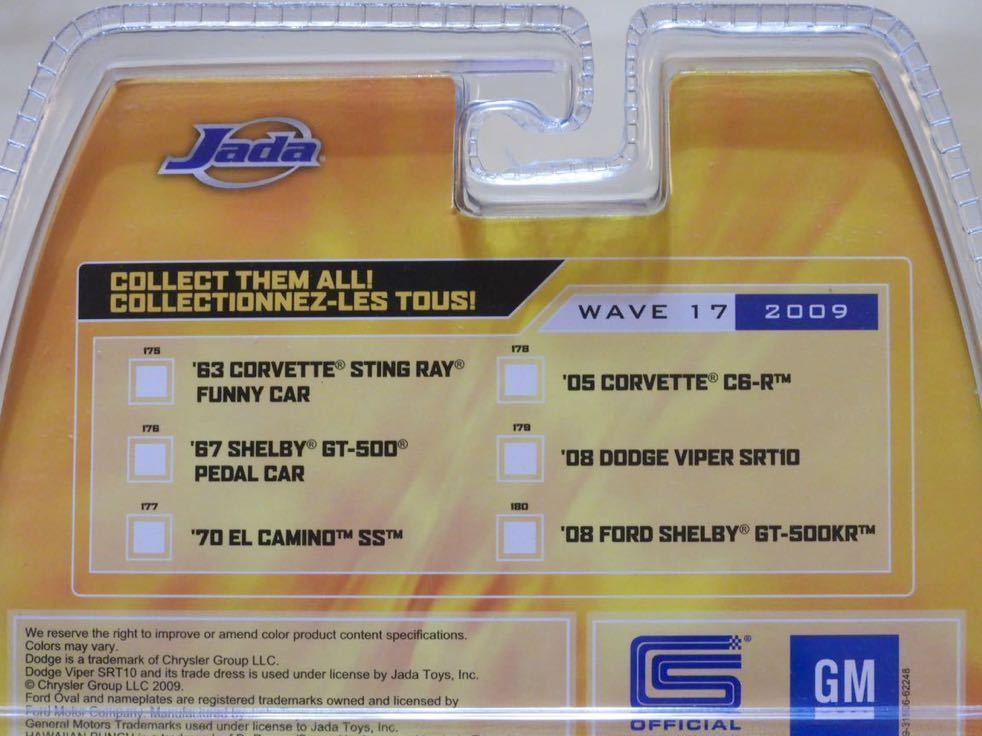 Jada
COLLECT THEM ALL!
COLLECTIONNEZ-LES TOUS!
WAVE 17 2009
175
'63 CORVETTE® STING RAY®
FUNNY CAR
176
'67 SHELBY® GT-500®
PEDAL CAR
177
'70 EL CAMINO™ SS™
178
'05 CORVETTE® C6-R™
179
'08 DODGE VIPER SRT10
180
'08 FORD SHELBY® GT-500KR™
We reserve the right to improve or amend color product content specifications.
Colors may vary.
Dodge is a trademark of Chrysler Group LLC.
Dodge Viper SRT10 and its trade dress is used under license by Jada Toys, Inc.
© Chrysler Group LLC 2009.
Ford Oval and nameplates are registered trademarks owned and licensed by
Ford Motor Company. Manufactured by
General Motors Trademarks used under license to Jada Toys, Inc.
HAWAIIAN PUNCH
®
OFFICIAL
GM